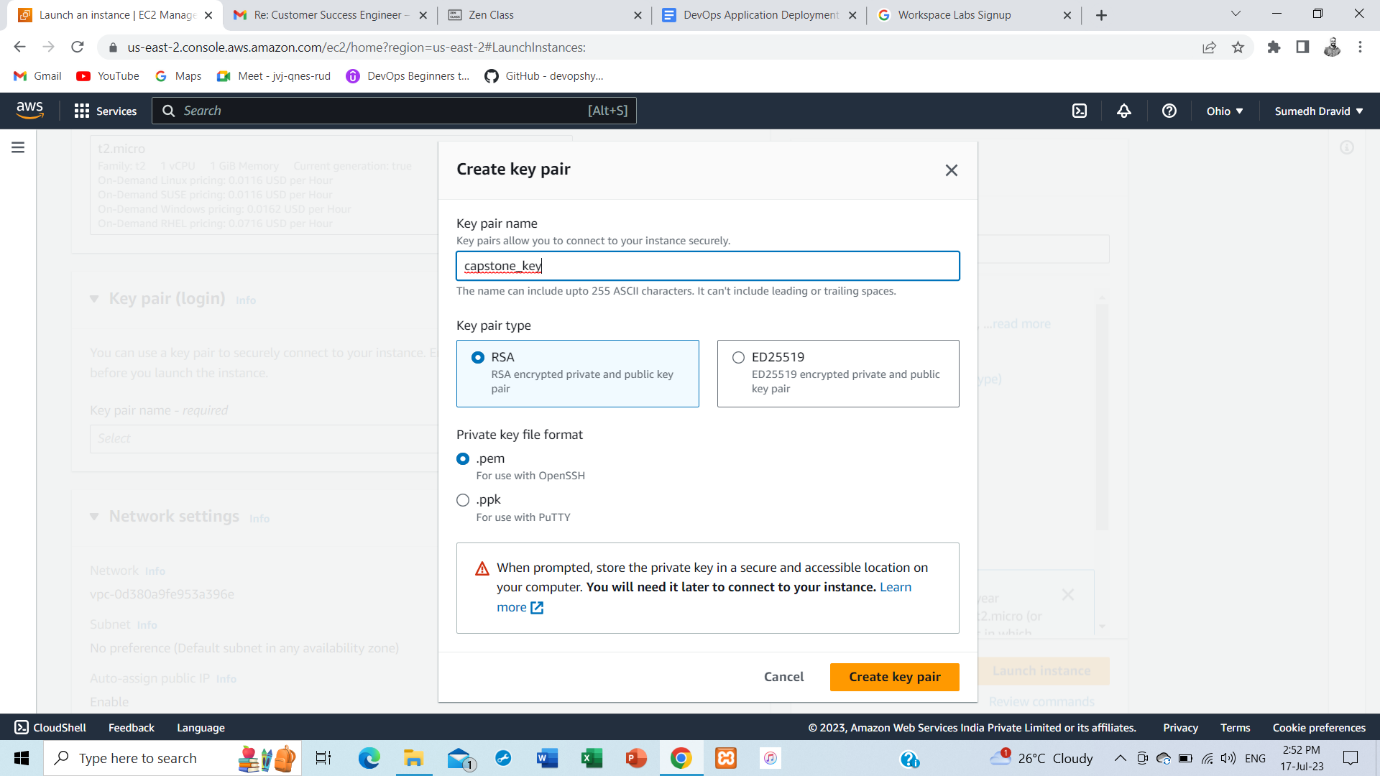 Launch an instance | EC2 Manage
Re: Customer Success Engineer -
Zen Class
DevOps Application Deployment
Workspace Labs Signup
us-east-2.console.aws.amazon.com/ec2/home?region=us-east-2#LaunchInstances:
Gmail
YouTube
Maps
Meet - jvj-qnes-rud
DevOps Beginners t...
GitHub - devopshy...
aws
Services
Search
[Alt+S]
Ohio
Sumedh Dravid
t2.micro
Family: t2 1 vCPU 1 GiB Memory Current generation: true
On-Demand Linux pricing: 0.0116 USD per Hour
On-Demand SUSE pricing: 0.0116 USD per Hour
On-Demand Windows pricing: 0.0162 USD per Hour
On-Demand RHEL pricing: 0.0716 USD per Hour
Key pair (login) Info
You can use a key pair to securely connect to your instance. E
before you launch the instance.
Key pair name - required
Select
Network settings Info
Network Info
vpc-0d380a9fe953a396e
Subnet Info
No preference (Default subnet in any availability zone)
Auto-assign public IP Info
Enable
Create key pair
Key pair name
Key pairs allow you to connect to your instance securely.
capstone_key
The name can include upto 255 ASCII characters. It can't include leading or trailing spaces.
Key pair type
RSA
RSA encrypted private and public key
pair
ED25519
ED25519 encrypted private and public
key pair
Private key file format
.pem
For use with OpenSSH
.ppk
For use with PuTTY
When prompted, store the private key in a secure and accessible location on
your computer. You will need it later to connect to your instance. Learn
more
Cancel
Create key pair
...read more
ype)
year
t2.micro (or
in which
Launch instance
Review commands
CloudShell
Feedback
Language
© 2023, Amazon Web Services India Private Limited or its affiliates.
Privacy
Terms
Cookie preferences
Type here to search
1
1
26°C Cloudy
ENG
2:52 PM
17-Jul-23